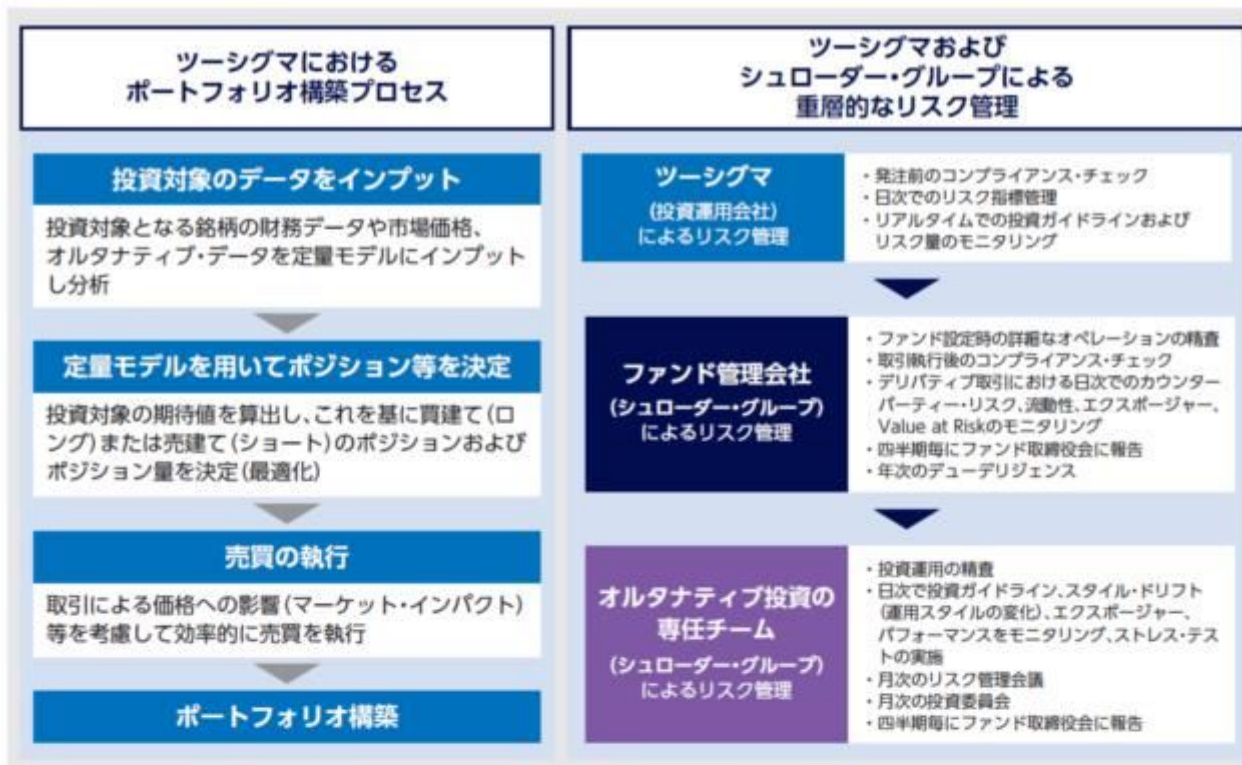 ツーシグマにおける
ポートフォリオ構築プロセス
投資対象のデータをインプット
投資対象となる銘柄の財務データや市場価格、
オルタナティブ・データを定量モデルにインプット
し分析
定量モデルを用いてポジション等を決定
投資対象の期待値を算出し、これを基に買建て(ロ
ング)または売建て(ショート)のポジションおよび
ポジション量を決定(最適化)
売買の執行
取引による価格への影響(マーケット・インパクト)
等を考慮して効率的に売買を執行
ポートフォリオ構築
ツーシグマおよび
シュローダー・グループによる
重層的なリスク管理
ツーシグマ
(投資運用会社)
によるリスク管理
・発注前のコンプライアンス・チェック
・日次でのリスク指標管理
・リアルタイムでの投資ガイドラインおよび
リスク量のモニタリング
ファンド管理会社
(シュローダー・グループ)
によるリスク管理
・ファンド設定時の詳細なオペレーションの精査
・取引執行後のコンプライアンス・チェック
・デリバティブ取引における日次でのカウンター
パーティー・リスク、流動性、エクスポージャー、
Value at Riskのモニタリング
・四半期毎にファンド取締役会に報告
・年次のデューデリジェンス
オルタナティブ投資の
専任チーム
(シュローダー・グループ)
によるリスク管理
・投資運用の精査
・日次で投資ガイドライン、スタイル・ドリフト
(運用スタイルの変化)、エクスポージャー、
パフォーマンスをモニタリング、ストレス・テス
トの実施
・月次のリスク管理会議
・月次の投資委員会
・四半期毎にファンド取締役会に報告